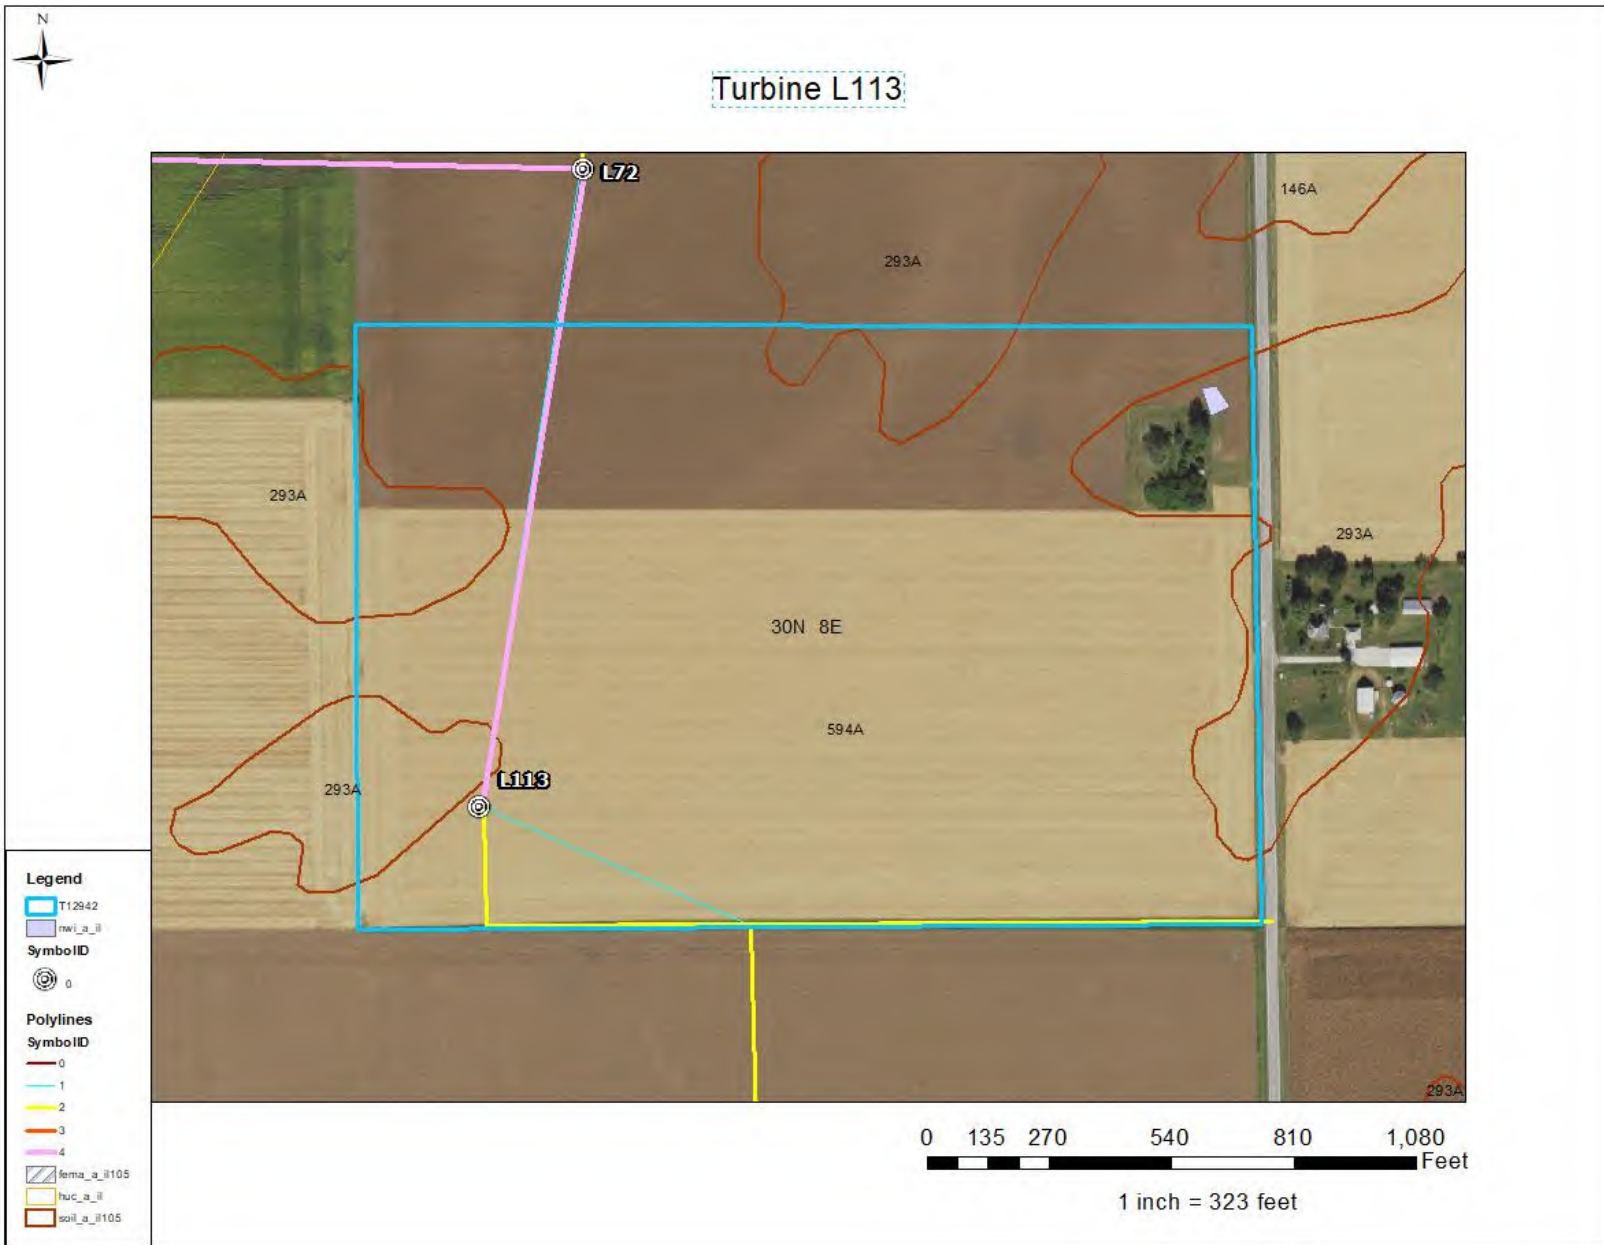 N
Turbine L113
L72
146A
293A
293A
293A
30N 8E
594A
L113
293A
293A
Legend
T12942
nwi_a_il
SymbolID
0
Polylines
SymbolID
0
1
2
3
4
fema_a_il105
huc_a_il
soil_a_il105
0 135 270 540 810 1,080
Feet
1 inch = 323 feet